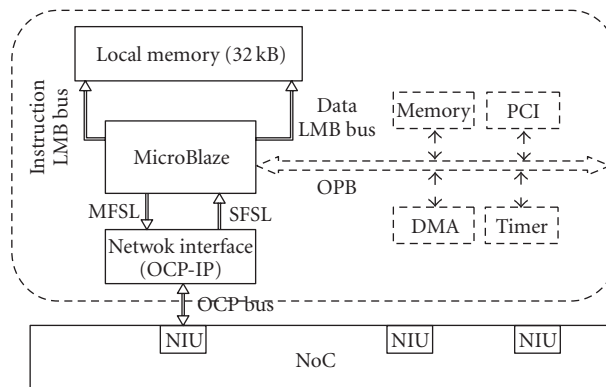 Local memory (32 kB)
Instruction
LMB bus
Data
LMB bus
Memory
PCI
MicroBlaze
OPB
MFSL
SFSL
DMA
Timer
Netwok interface
(OCP-IP)
OCP bus
NIU
NIU
NIU
NoC